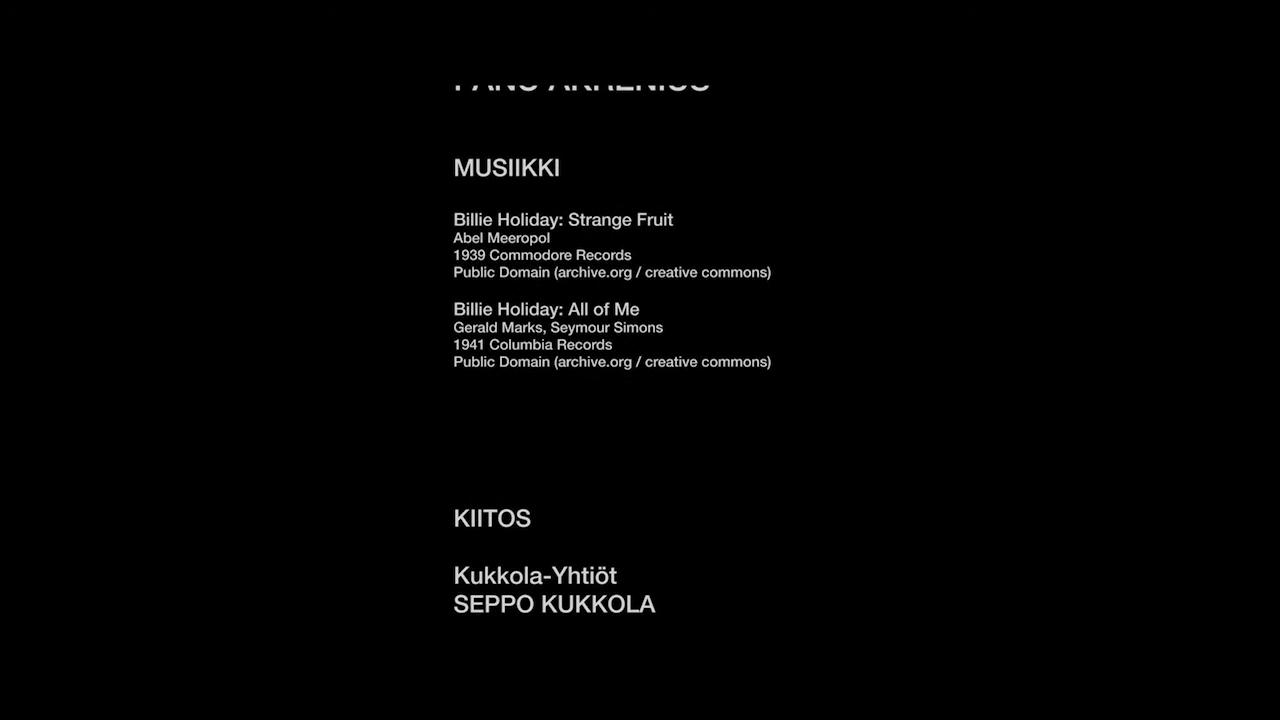 MUSIIKKI
Billie Holiday: Strange Fruit
Abel Meeropol
1939 Commodore Records
Public Domain (archive.org / creative commons)
Billie Holiday: All of Me
Gerald Marks, Seymour Simons
1941 Columbia Records
Public Domain (archive.org / creative commons)
KIITOS
Kukkola-Yhtiöt
SEPPO KUKKOLA